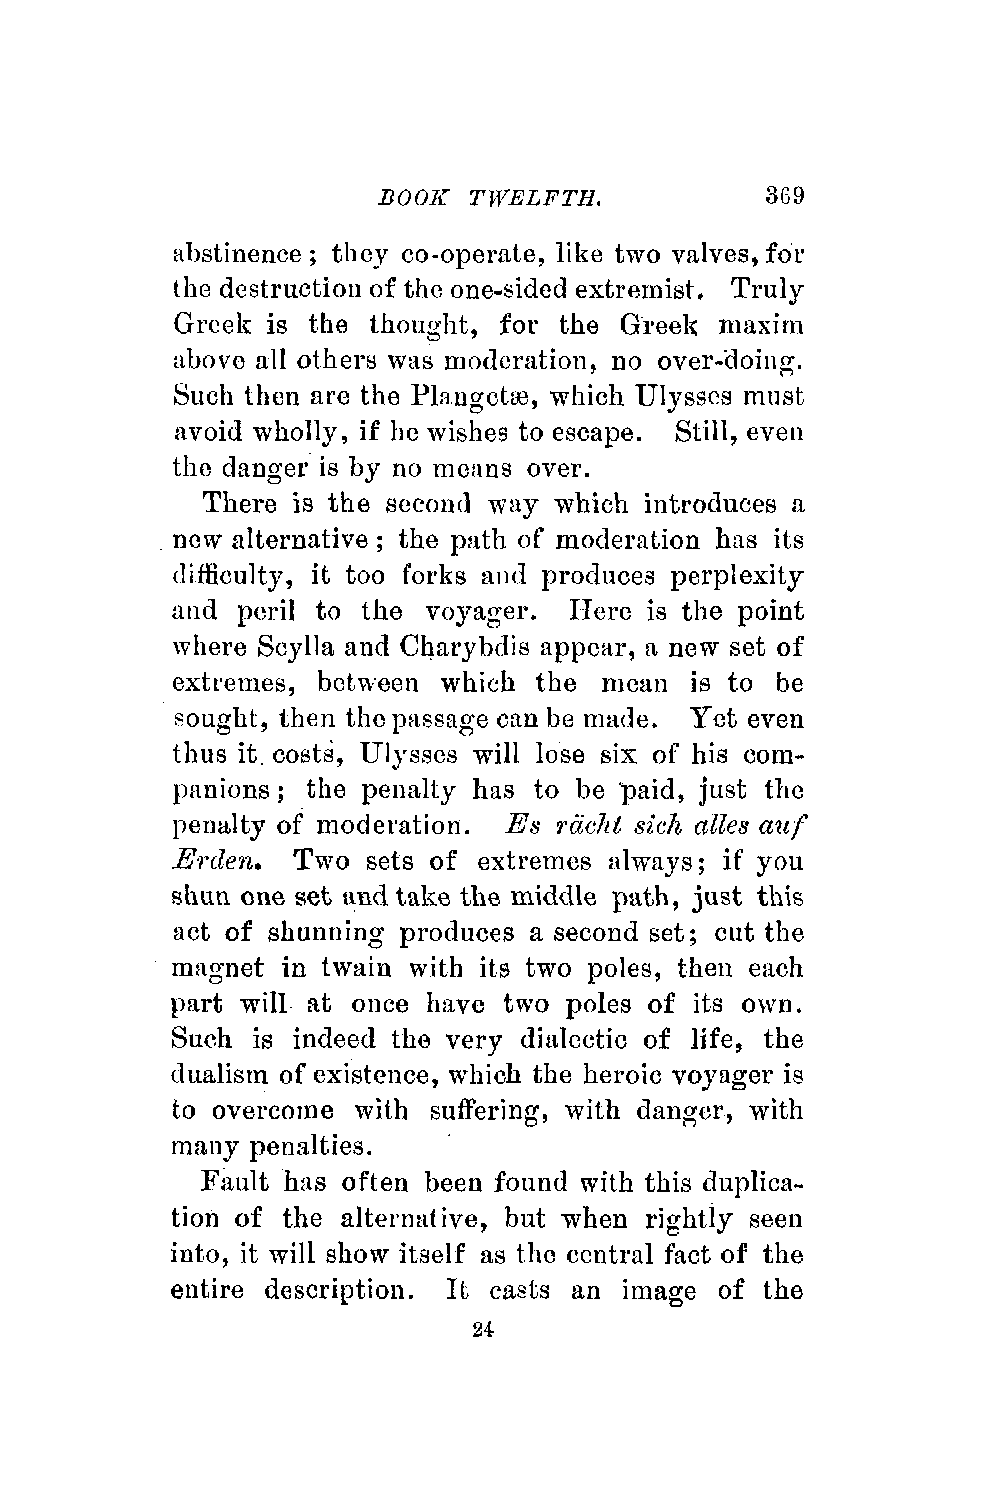 BOOK TWELFTH. 369
abstinence; they co-operate, like two valves, for
the destruction of the one-sided extremist. Truly
Greek is the thought, for the Greek maxim
above all others was moderation, no over-doing.
Such then are the Plangctæ, which Ulysses must
avoid wholly, if he wishes to escape. Still, even
the danger is by no means over.
There is the second way which introduces a
new alternative; the path of moderation has its
difficulty, it too forks and produces perplexity
and peril to the voyager. Here is the point
where Scylla and Charybdis appear, a new set of
extremes, between which the mean is to be
sought, then the passage can be made. Yet even
thus it costs, Ulysses will lose six of his com-
panions; the penalty has to be paid, just the
penalty of moderation. Es rächt sich alles auf
Erden. Two sets of extremes always; if you
shun one set and take the middle path, just this
act of shunning produces a second set; cut the
magnet in twain with its two poles, then each
part will at once have two poles of its own.
Such is indeed the very dialectic of life, the
dualism of existence, which the heroic voyager is
to overcome with suffering, with danger, with
many penalties.
Fault has often been found with this duplica-
tion of the alternative, but when rightly seen
into, it will show itself as the central fact of the
entire description. It casts an image of the
24